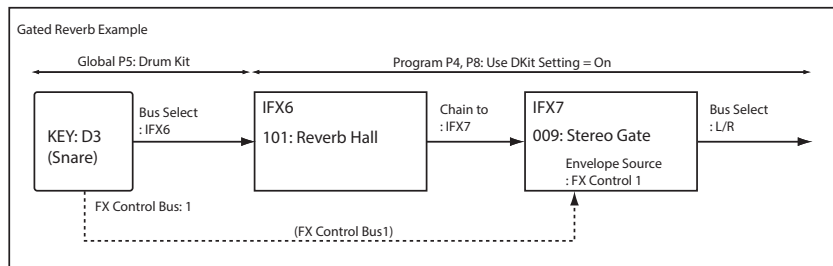 Gated Reverb Example
Global P5: Drum Kit
Program P4, P8: Use DKit Setting = On
KEY: D3
(Snare)
Bus Select
: IFX6
IFX6
101: Reverb Hall
Chain to
: IFX7
IFX7
009: Stereo Gate
Envelope Source
: FX Control 1
Bus Select
: L/R
FX Control Bus: 1
(FX Control Bus1)